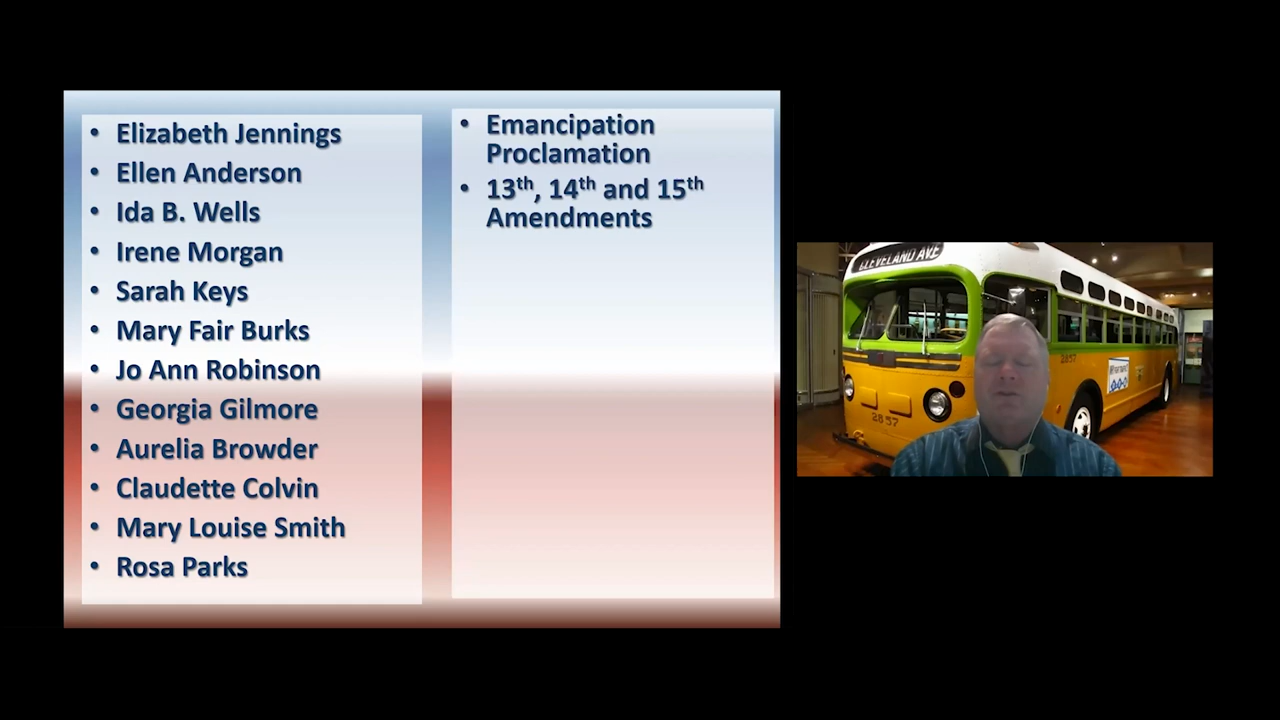 Elizabeth Jennings
Ellen Anderson
Ida B. Wells
Irene Morgan
Sarah Keys
Mary Fair Burks
Jo Ann Robinson
Georgia Gilmore
Aurelia Browder
Claudette Colvin
Mary Louise Smith
Rosa Parks
Emancipation
Proclamation
13th, 14th and 15th
Amendments
CLEVELAND AVE
2857
2857